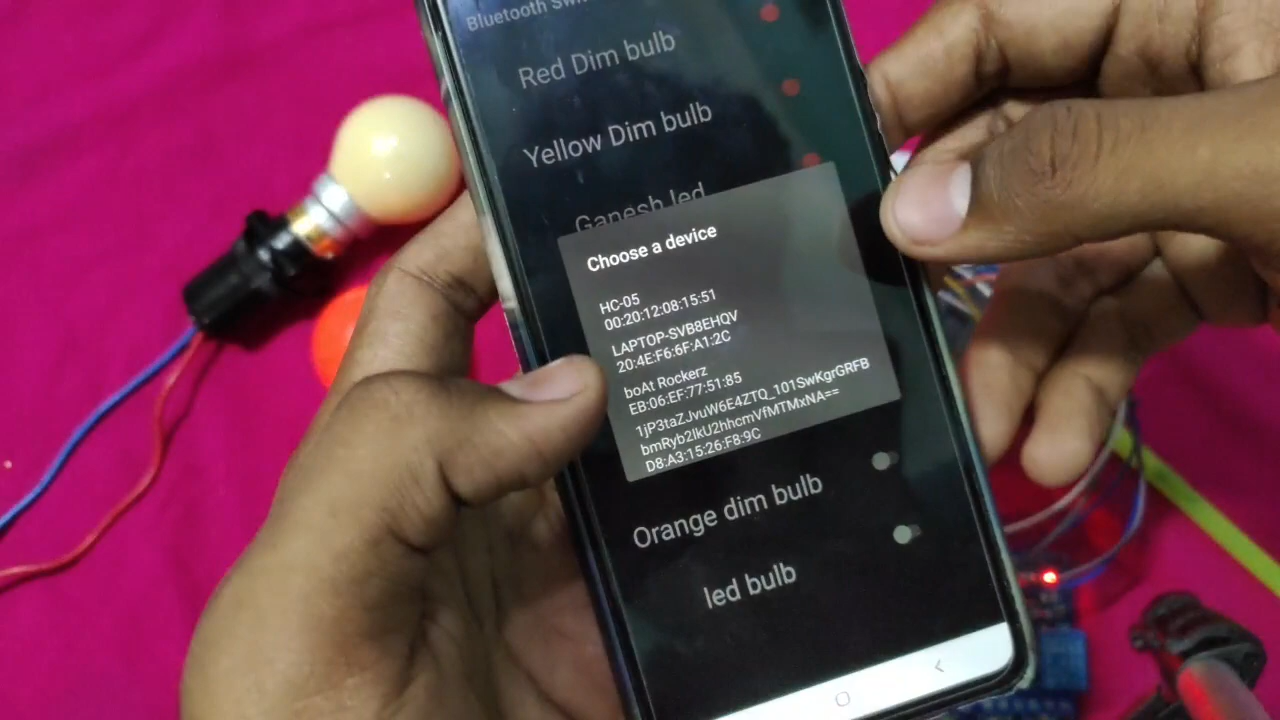 Bluetooth Swi
Red Dim bulb
Yellow Dim bulb
Ganesh led
Choose a device
HC-05
00:20:12:08:15:51
LAPTOP-SVB8EHQV
20:4E:F6:6F:A1:2C
boAt Rockerz
EB:06:EF:77:51:85
1jP3taZJvuW6E4ZTQ_101SwKgrGRFB
bmRyb2lkU2hhcmVfMTMxNA==
D8:A3:15:26:F8:9C
Orange dim bulb
led bulb